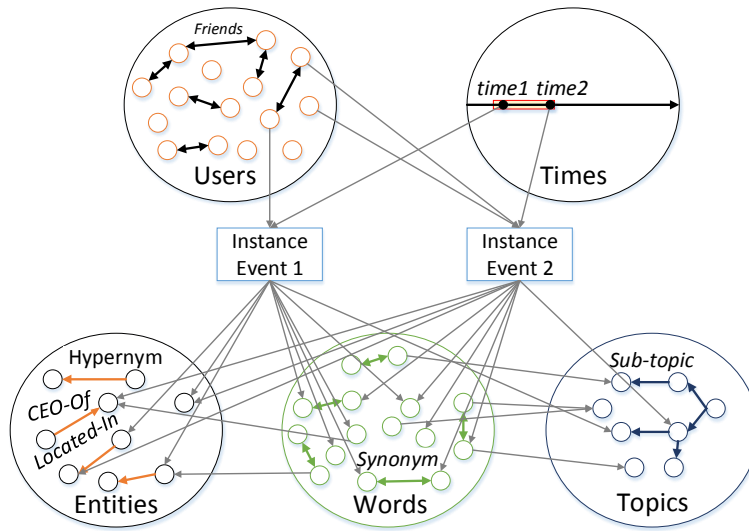 Friends
Users
time1 time2
Times
Instance
Event 1
Instance
Event 2
Hypernym
CEO-Of
Located-In
Entities
Synonym
Words
Sub-topic
Topics